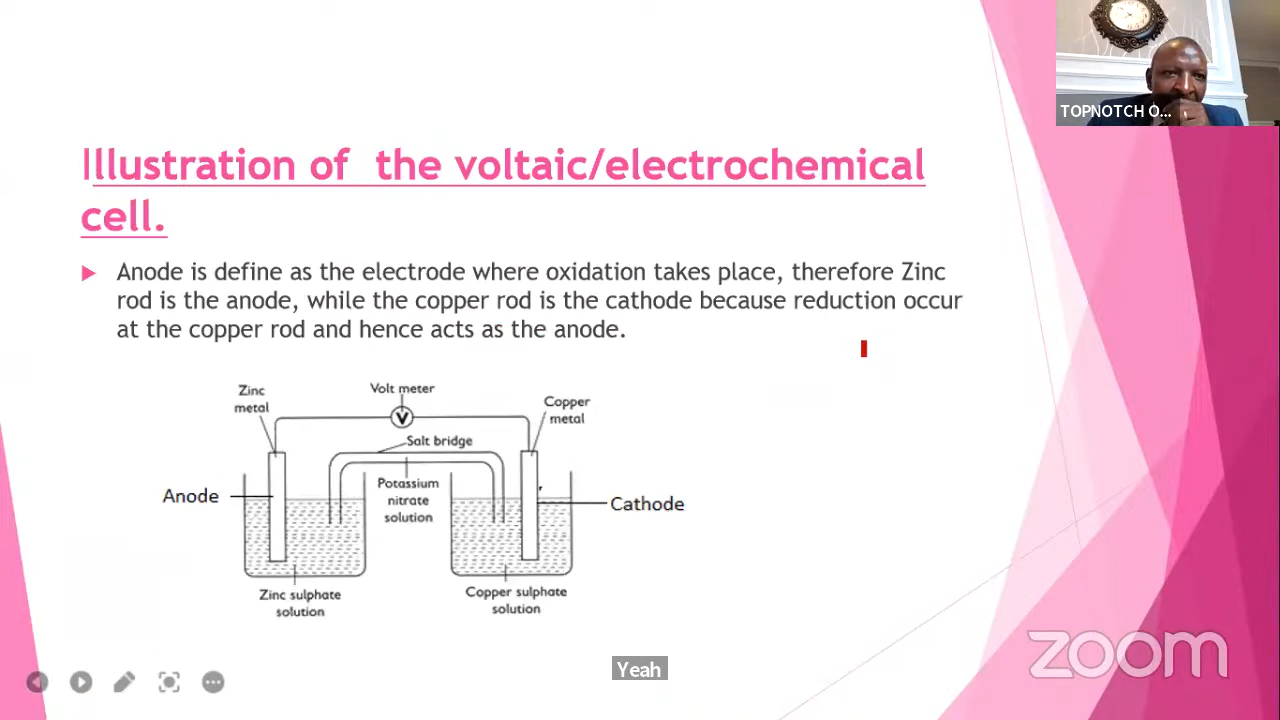 TOPNOTCH O...
Illustration of the voltaic/electrochemical
cell.
Anode is define as the electrode where oxidation takes place, therefore Zinc
rod is the anode, while the copper rod is the cathode because reduction occur
at the copper rod and hence acts as the anode.
Zinc
metal
Volt meter
V
Copper
metal
Salt bridge
Potassium
nitrate
solution
Anode
Cathode
Zinc sulphate
solution
Copper sulphate
solution
Yeah
zoom